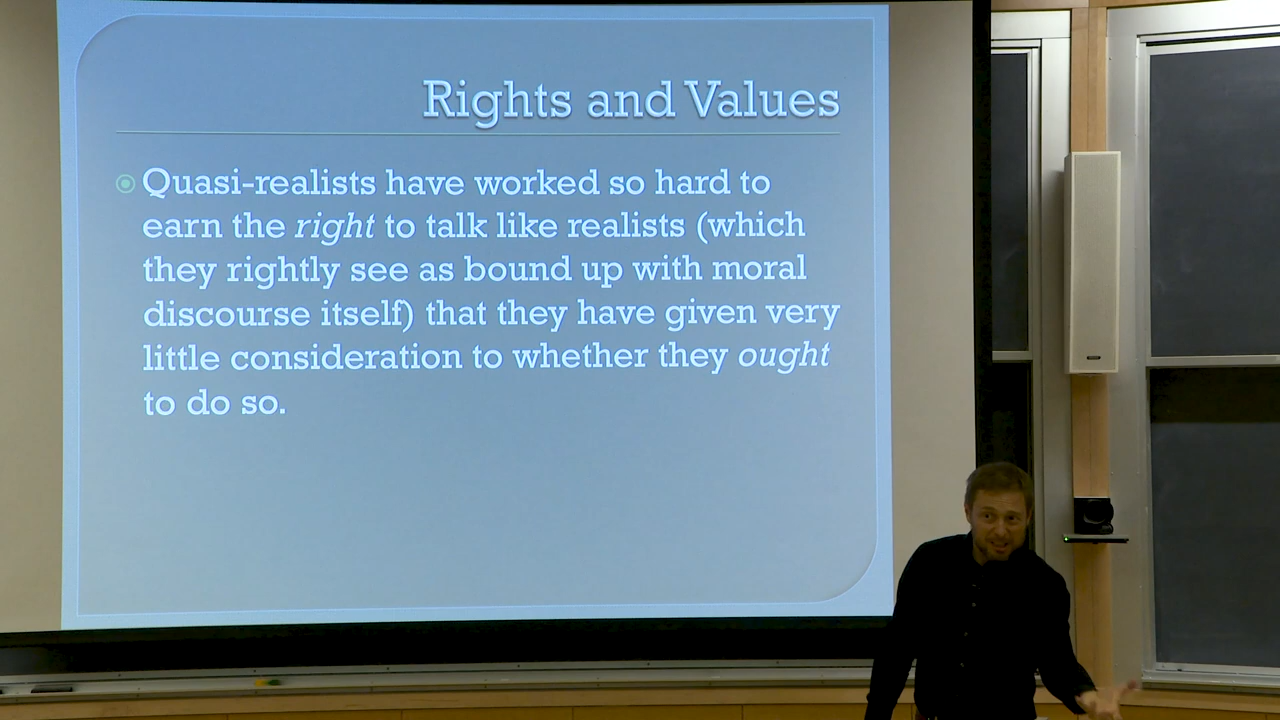 Rights and Values
Quasi-realists have worked so hard to
earn the right to talk like realists (which
they rightly see as bound up with moral
discourse itself) that they have given very
little consideration to whether they ought
to do so.